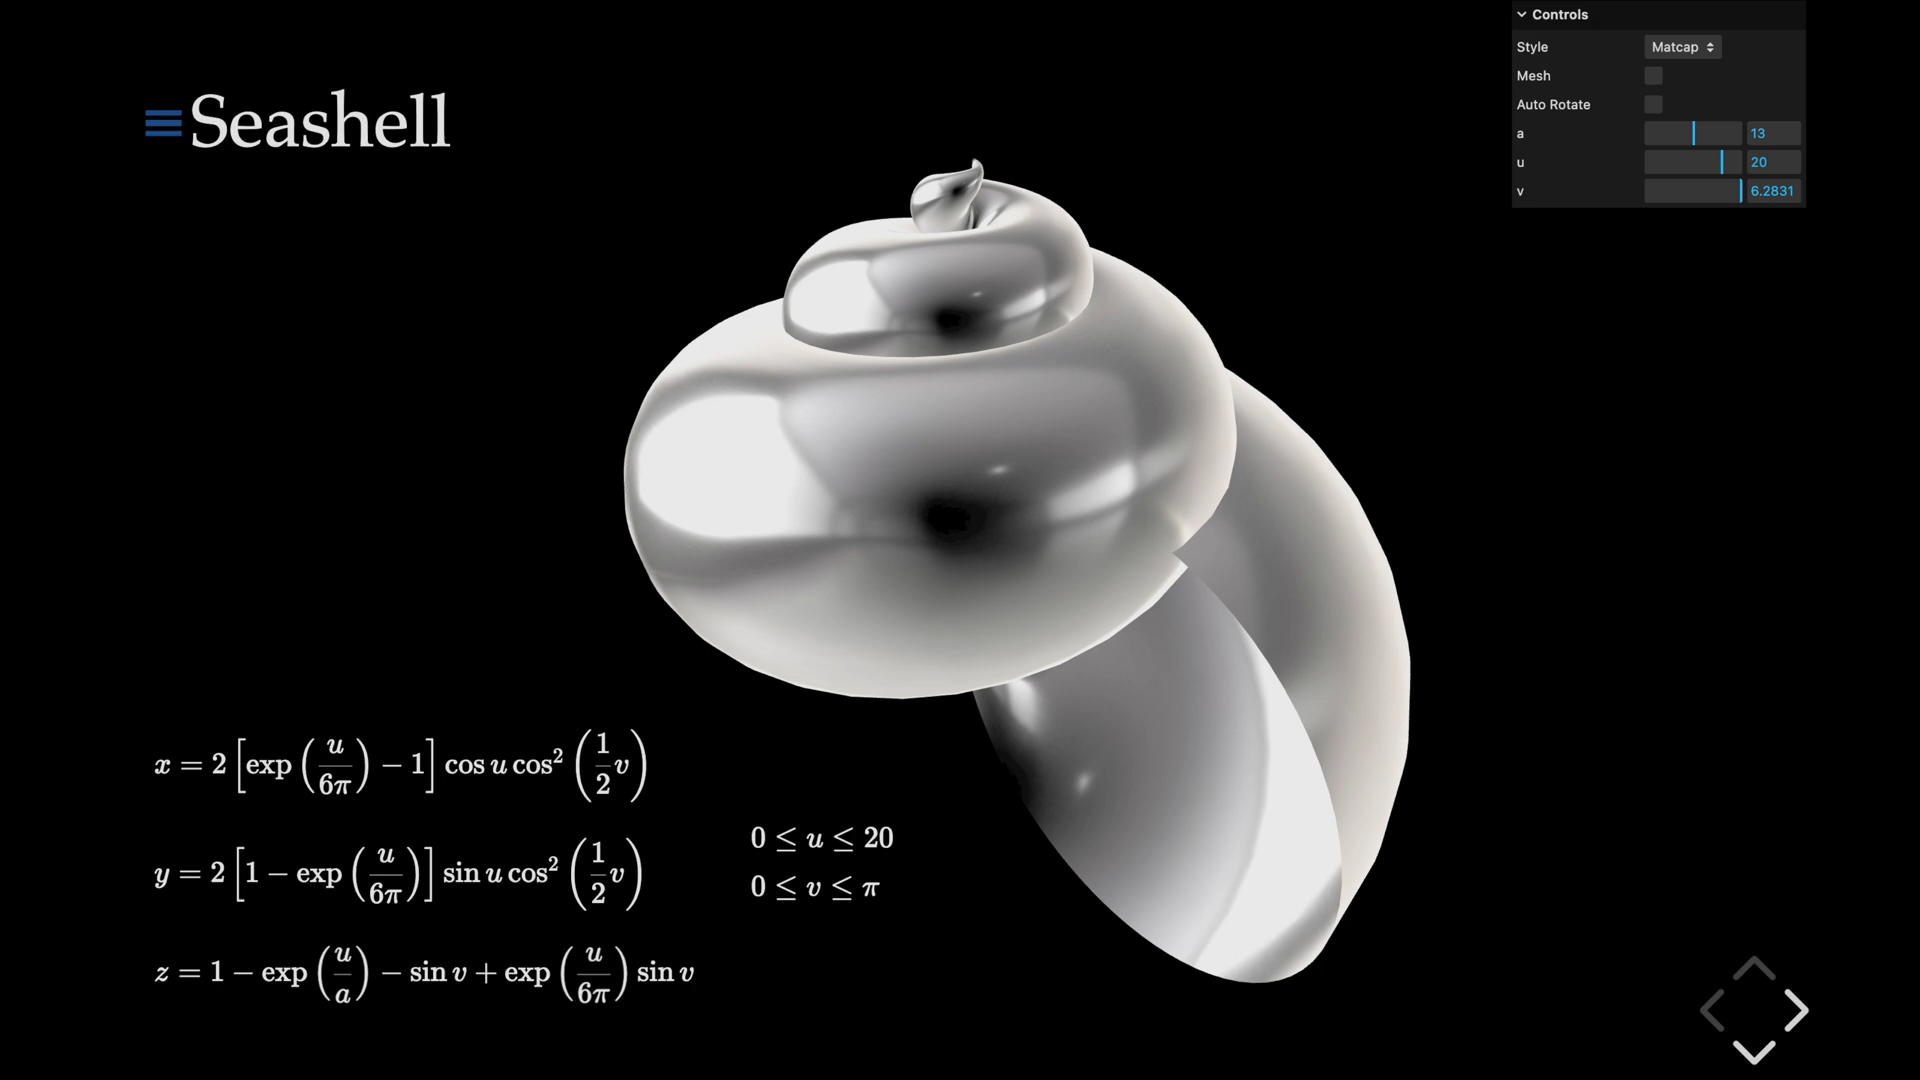 Seashell
Controls
Style Matcap
Mesh
Auto Rotate
a 13
u 20
v 6.2831
x = 2 [exp (u/6π) − 1] cos u cos² (1/2 v)
y = 2 [1 − exp (u/6π)] sin u cos² (1/2 v)
z = 1 − exp (u/a) − sin v + exp (u/6π) sin v
0 ≤ u ≤ 20
0 ≤ v ≤ π